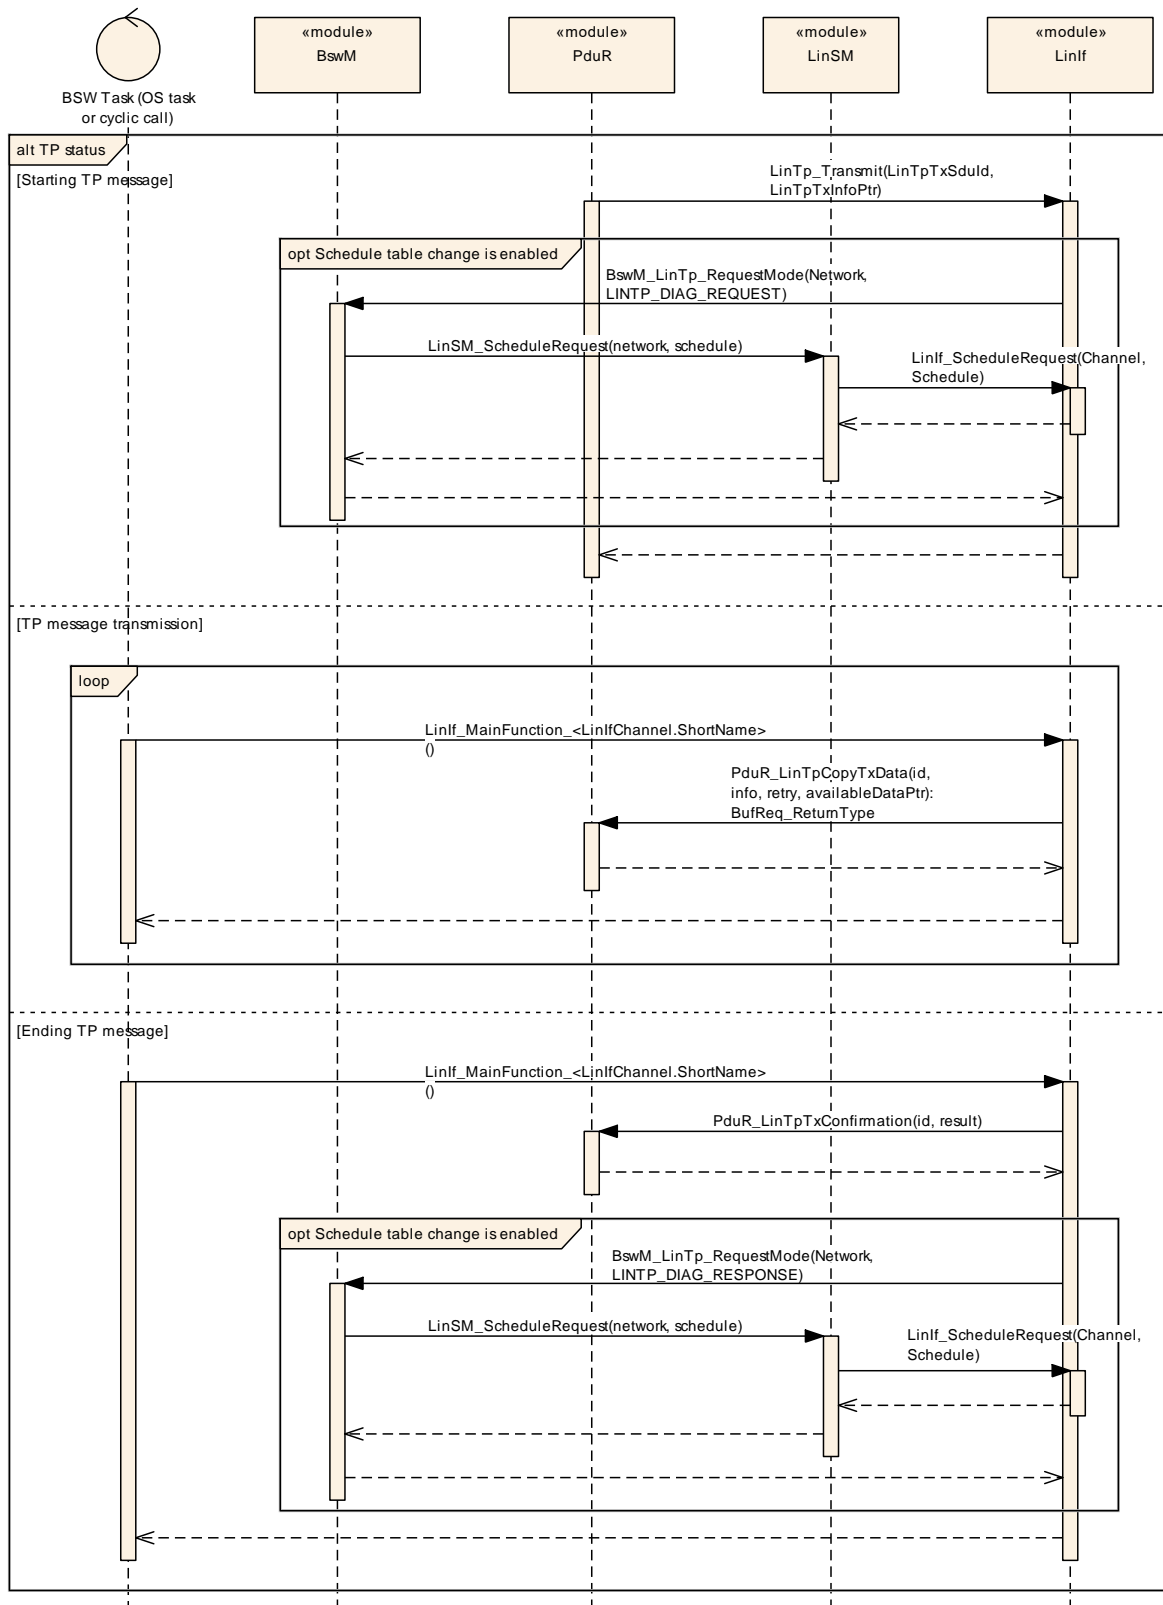 «module»
BswM
«module»
PduR
«module»
LinSM
«module»
LinIf
BSW Task (OS task
or cyclic call)
alt TP status
[Starting TP message]
LinTp_Transmit(LinTpTxSduId,
LinTpTxInfoPtr)
opt Schedule table change is enabled
BswM_LinTp_RequestMode(Network,
LINTP_DIAG_REQUEST)
LinSM_ScheduleRequest(network, schedule)
LinIf_ScheduleRequest(Channel,
Schedule)
[TP message transmission]
loop
LinIf_MainFunction_<LinIfChannel.ShortName>
()
PduR_LinTpCopyTxData(id,
info, retry, availableDataPtr):
BufReq_ReturnType
[Ending TP message]
LinIf_MainFunction_<LinIfChannel.ShortName>
()
PduR_LinTpTxConfirmation(id, result)
opt Schedule table change is enabled
BswM_LinTp_RequestMode(Network,
LINTP_DIAG_RESPONSE)
LinSM_ScheduleRequest(network, schedule)
LinIf_ScheduleRequest(Channel,
Schedule)